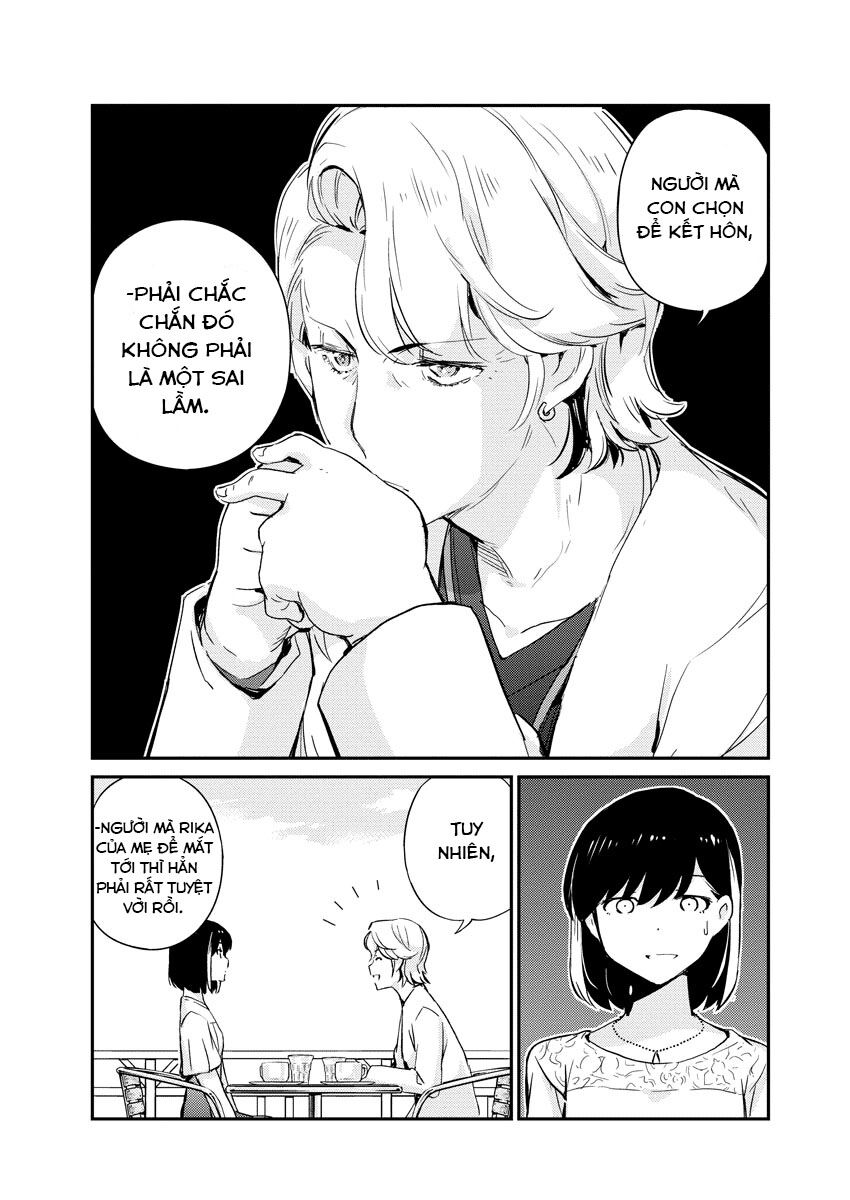 NGƯỜI MÀ
CON CHỌN
ĐỂ KẾT HÔN,
-PHẢI CHẮC
CHẮN ĐÓ
KHÔNG PHẢI
LÀ MỘT SAI
LẦM.
TUY
NHIÊN,
-NGƯỜI MÀ RIKA
CỦA MẸ ĐỂ MẮT
TỚI THÌ HẲN
PHẢI RẤT TUYỆT
VỜI RỒI.